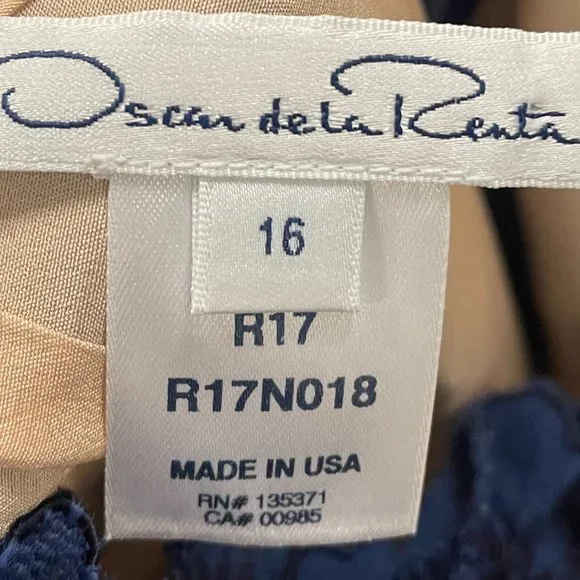 Oscar de la Renta
16
R17
R17N018
MADE IN USA
RN# 135371
CA# 00985